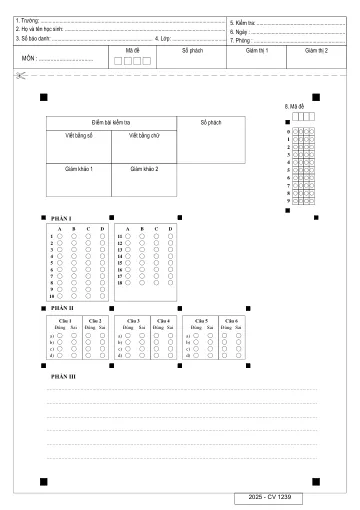 1. Trường: ............................................................
2. Họ và tên học sinh: ............................................................
3. Số báo danh: ............................................................ 4. Lớp: ..............................
5. Kiểm tra: ..............................
6. Ngày : ..............................
7. Phòng : ..............................
MÔN : ..............................
Mã đề
Số phách
Giám thị 1
Giám thị 2
8. Mã đề
Điểm bài kiểm tra
Số phách
Viết bằng số Viết bằng chữ
Giám khảo 1 Giám khảo 2
0
1
2
3
4
5
6
7
8
9
PHẦN I
A B C D
1
2
3
4
5
6
7
8
9
10
A B C D
11
12
13
14
15
16
17
18
PHẦN II
Câu 1 Câu 2 Câu 3 Câu 4 Câu 5 Câu 6
Đúng Sai Đúng Sai Đúng Sai Đúng Sai Đúng Sai Đúng Sai
a) a) a)
b) b) b)
c) c) c)
d) d) d)
PHẦN III
2025 - CV 1239